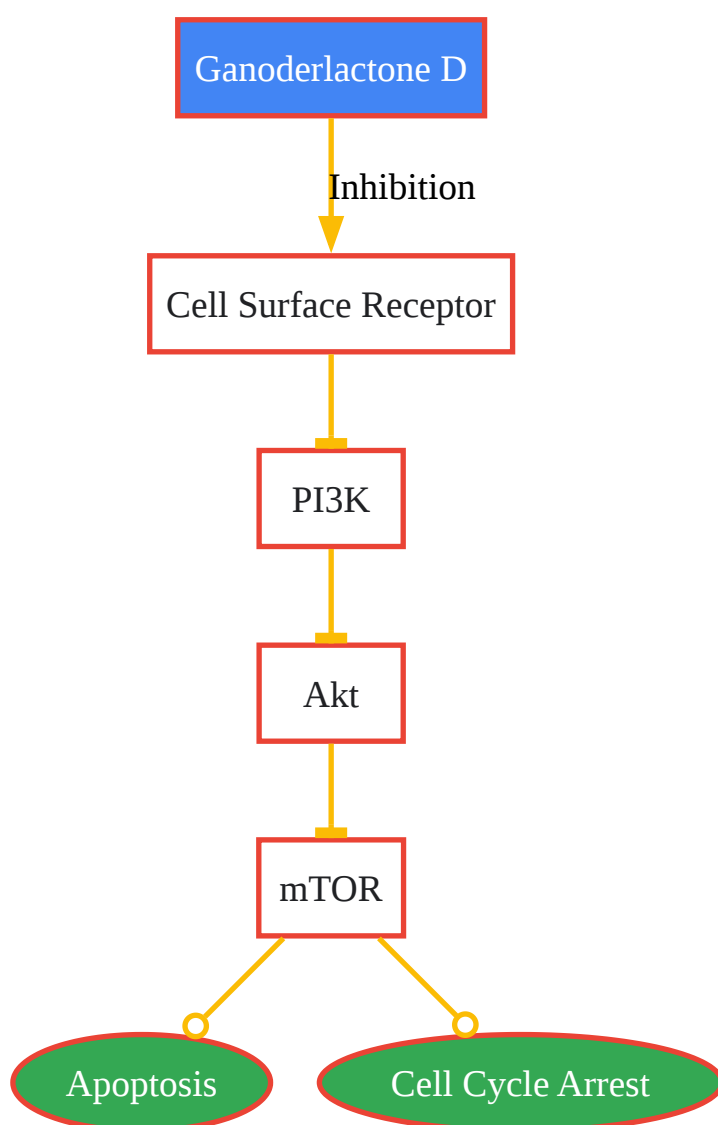 Ganoderlactone D
Inhibition
Cell Surface Receptor
PI3K
Akt
mTOR
Apoptosis
Cell Cycle Arrest